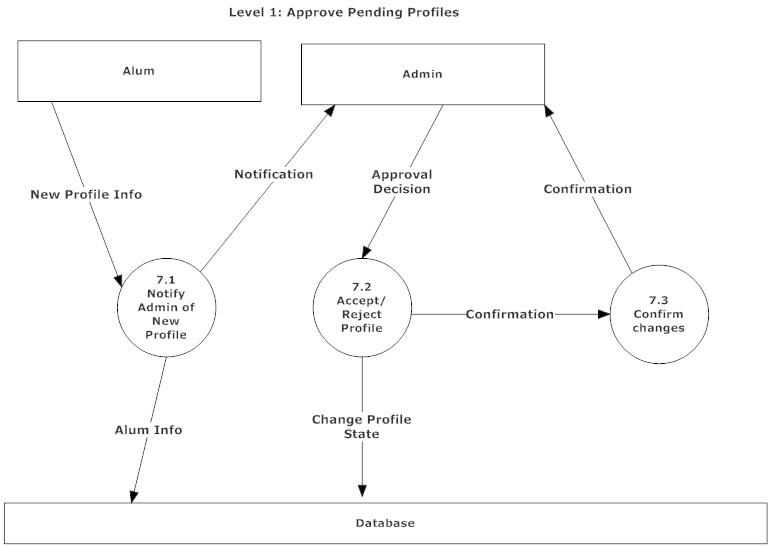 Level 1: Approve Pending Profiles
Alum
Admin
Notification
Approval
Decision
New Profile Info
Confirmation
7.1
Notify
Admin of
New
Profile
7.2
Accept/
Reject
Profile
Confirmation
7.3
Confirm
changes
Alum Info
Change Profile
State
Database